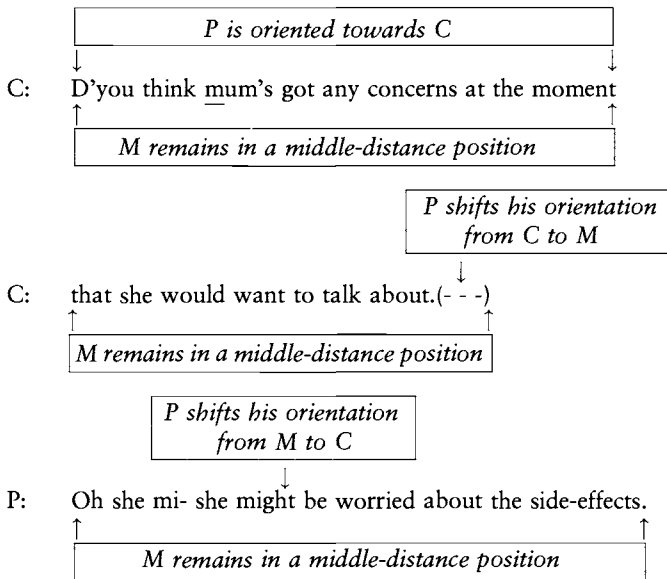 P is oriented towards C
C: D'you think mum's got any concerns at the moment
M remains in a middle-distance position
P shifts his orientation
from C to M
C: that she would want to talk about.(- - -)
M remains in a middle-distance position
P shifts his orientation
from M to C
P: Oh she mi- she might be worried about the side-effects.
M remains in a middle-distance position